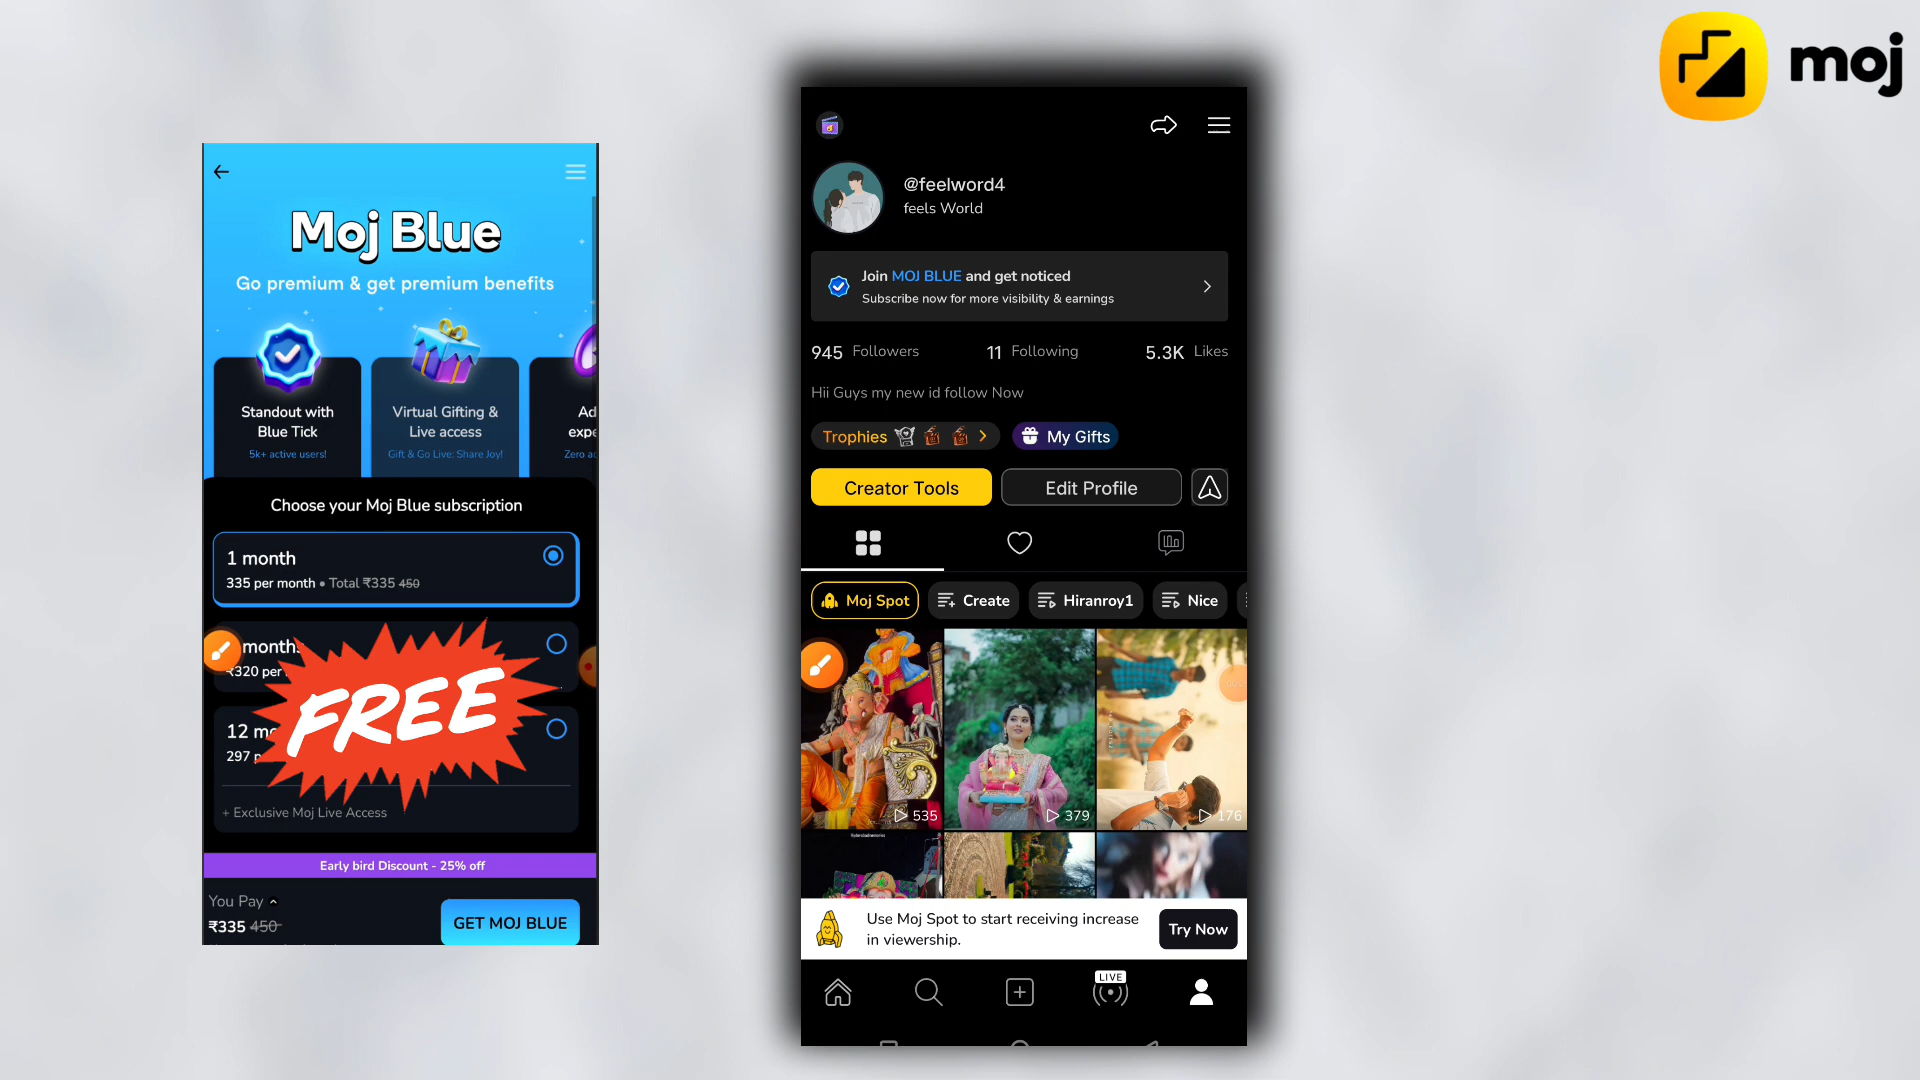 moj
Moj Blue
Go premium & get premium benefits
Standout with
Blue Tick
5k+ active users!
Virtual Gifting &
Live access
Gift & Go Live: Share Joy!
Choose your Moj Blue subscription
1 month
335 per month • Total ₹335 450
months
₹320 per
12
297
FREE
+ Exclusive Moj Live Access
Early bird Discount - 25% off
You Pay
₹335 450
GET MOJ BLUE
@feelword4
feels World
Join MOJ BLUE and get noticed
Subscribe now for more visibility & earnings
945 Followers 11 Following 5.3K Likes
Hii Guys my new id follow Now
Trophies My Gifts
Creator Tools Edit Profile
Moj Spot Create Hiranroy1 Nice
535 379 176
Use Moj Spot to start receiving increase
in viewership.
Try Now
LIVE